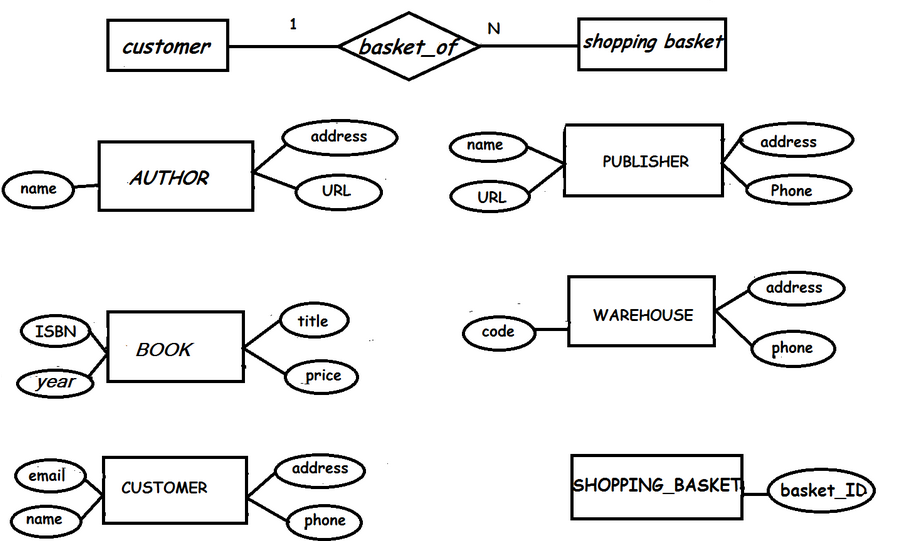 1
N
customer
basket_of
shopping basket
name
AUTHOR
address
URL
name
URL
PUBLISHER
address
Phone
ISBN
year
BOOK
title
price
code
WAREHOUSE
address
phone
email
name
CUSTOMER
address
phone
SHOPPING_BASKET
basket_ID